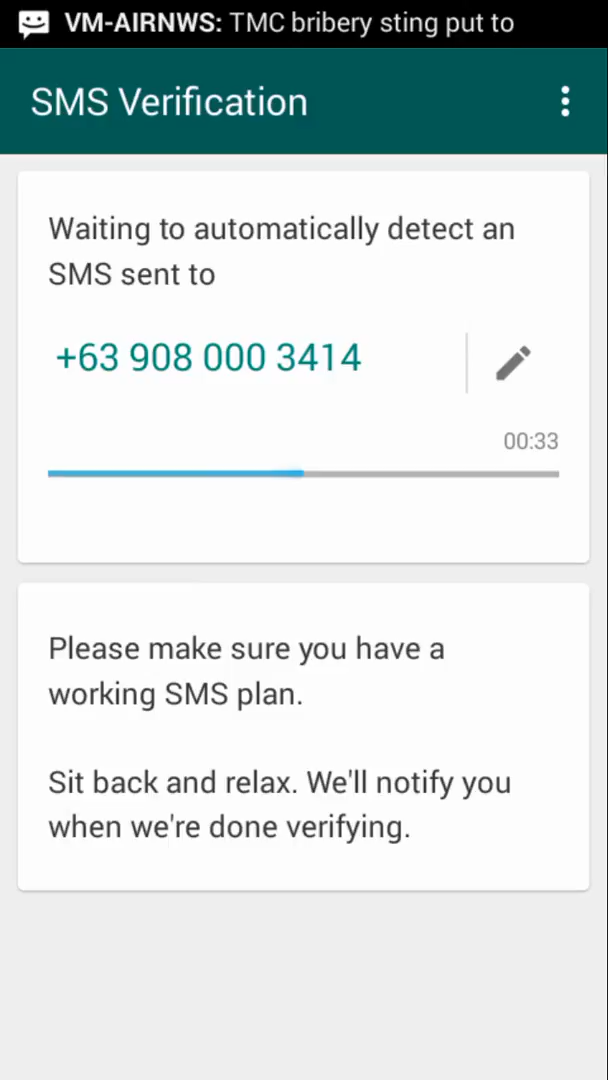 VM-AIRNWS: TMC bribery sting put to
SMS Verification
Waiting to automatically detect an
SMS sent to
+63 908 000 3414
00:33
Please make sure you have a
working SMS plan.
Sit back and relax. We'll notify you
when we're done verifying.